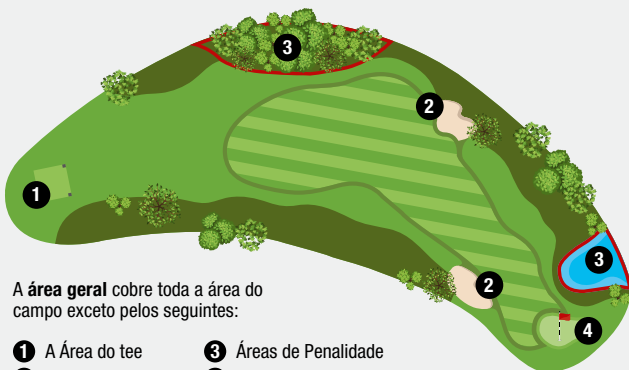 3
2
1
3
2
4
A área geral cobre toda a área do
campo exceto pelos seguintes:
1 A Área do tee
3 Áreas de Penalidade